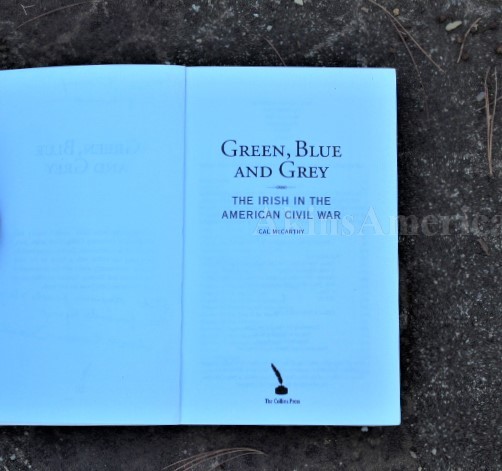 GREEN, BLUE
AND GREY
THE IRISH IN THE
AMERICAN CIVIL WAR
CAL MCCARTHY
The Collins Press